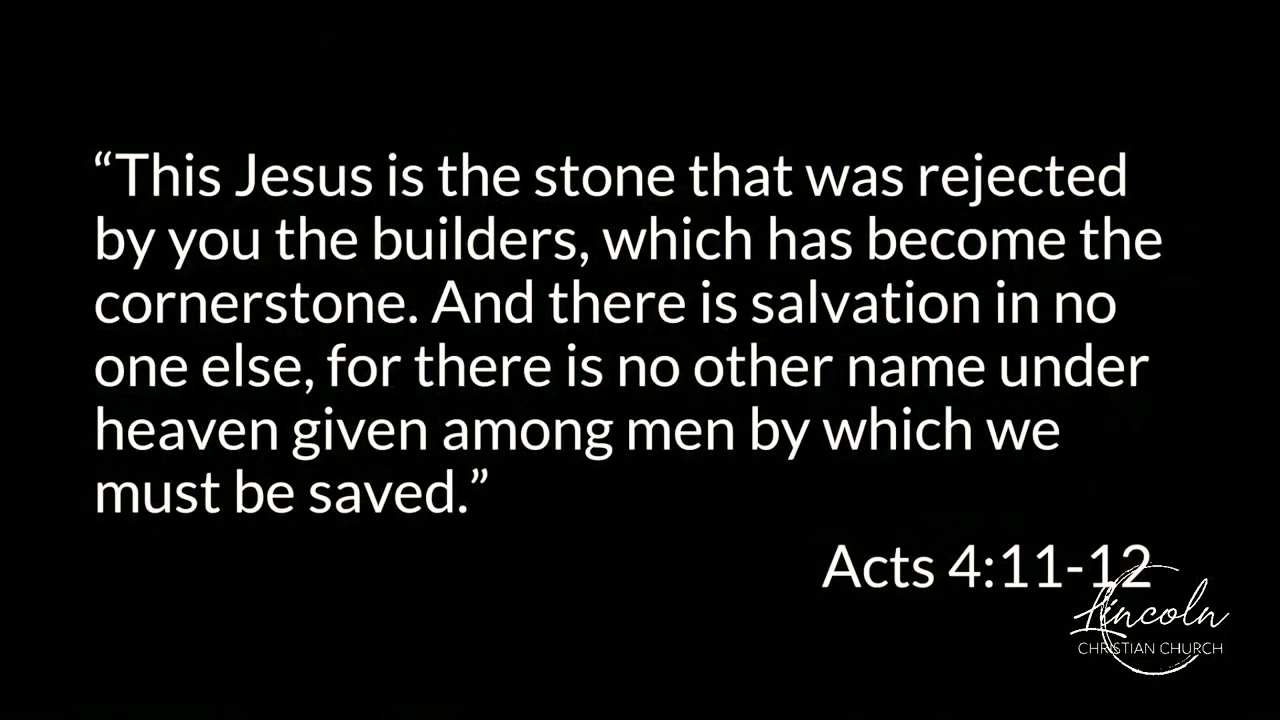 “This Jesus is the stone that was rejected
by you the builders, which has become the
cornerstone. And there is salvation in no
one else, for there is no other name under
heaven given among men by which we
must be saved.”
Acts 4:11-12
Lincoln
CHRISTIAN CHURCH